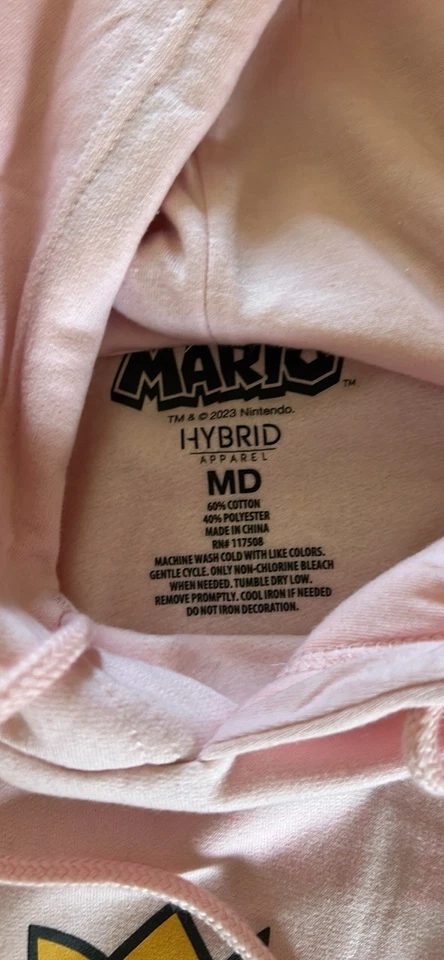 MARIO
TM & © 2023 Nintendo.
HYBRID
APPAREL
MD
60% COTTON
40% POLYESTER
MADE IN CHINA
RN# 117508
MACHINE WASH COLD WITH LIKE COLORS.
GENTLE CYCLE. ONLY NON-CHLORINE BLEACH
WHEN NEEDED. TUMBLE DRY LOW.
REMOVE PROMPTLY. COOL IRON IF NEEDED
DO NOT IRON DECORATION.